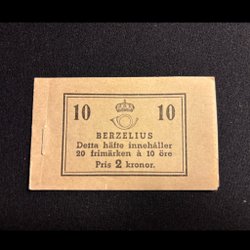 10 10
BERZELIUS
Detta häfte innehåller
20 frimärken à 10 öre
Pris 2 kronor.